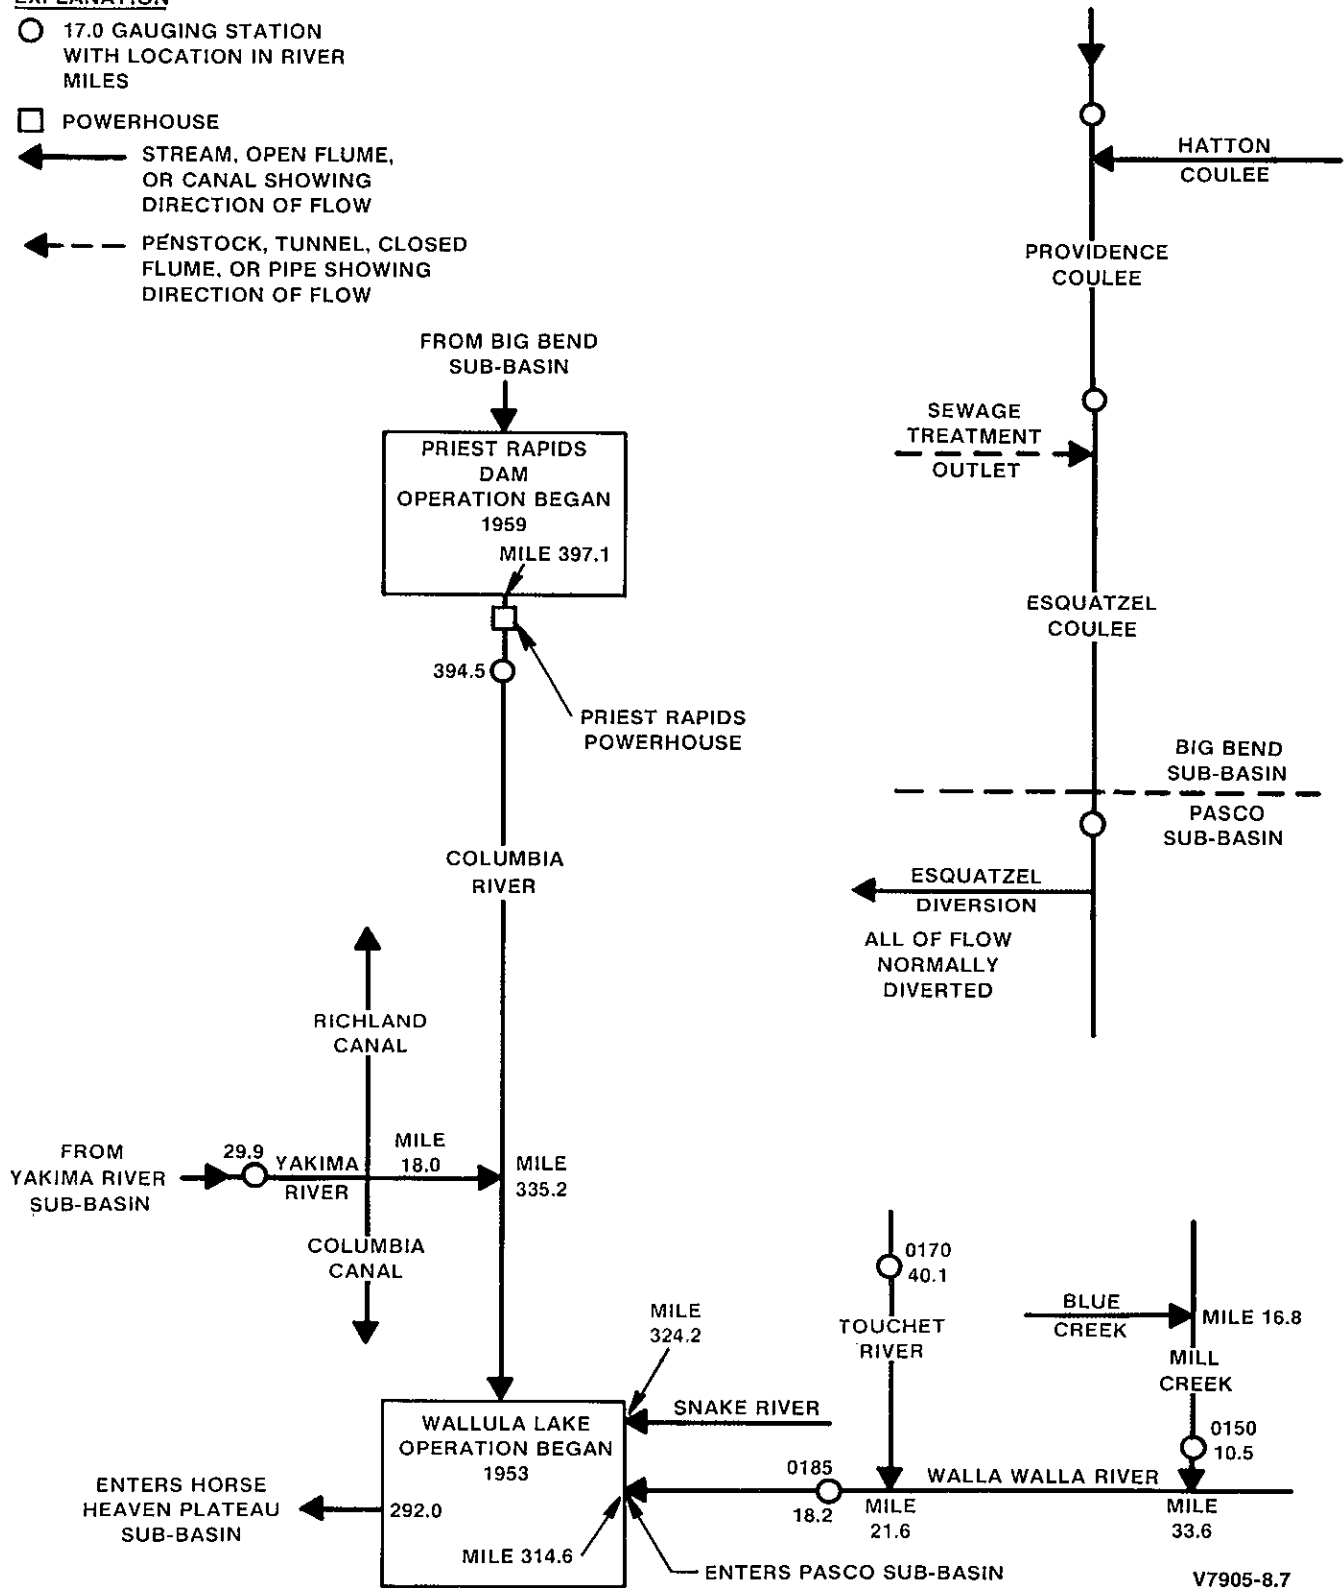 EXPLANATION
17.0 GAUGING STATION
WITH LOCATION IN RIVER
MILES
POWERHOUSE
STREAM, OPEN FLUME,
OR CANAL SHOWING
DIRECTION OF FLOW
PENSTOCK, TUNNEL, CLOSED
FLUME, OR PIPE SHOWING
DIRECTION OF FLOW
HATTON
COULEE
PROVIDENCE
COULEE
SEWAGE
TREATMENT
OUTLET
ESQUATZEL
COULEE
BIG BEND
SUB-BASIN
PASCO
SUB-BASIN
ESQUATZEL
DIVERSION
ALL OF FLOW
NORMALLY
DIVERTED
FROM BIG BEND
SUB-BASIN
PRIEST RAPIDS
DAM
OPERATION BEGAN
1959
MILE 397.1
394.5
PRIEST RAPIDS
POWERHOUSE
COLUMBIA
RIVER
RICHLAND
CANAL
FROM
YAKIMA RIVER
SUB-BASIN
29.9
YAKIMA
RIVER
MILE
18.0
MILE
335.2
COLUMBIA
CANAL
MILE
324.2
SNAKE RIVER
WALLULA LAKE
OPERATION BEGAN
1953
292.0
MILE 314.6
ENTERS HORSE
HEAVEN PLATEAU
SUB-BASIN
ENTERS PASCO SUB-BASIN
0185
18.2
0170
40.1
TOUCHET
RIVER
MILE
21.6
WALLA WALLA RIVER
BLUE
CREEK
MILE 16.8
MILL
CREEK
0150
10.5
MILE
33.6
V7905-8.7